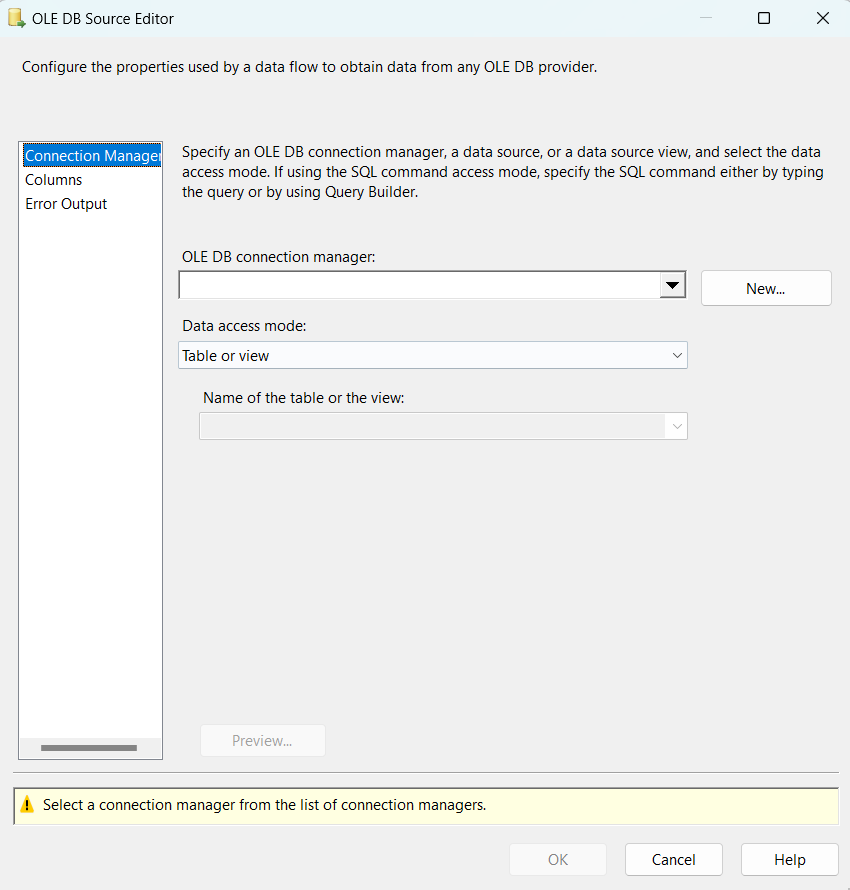 OLE DB Source Editor
Configure the properties used by a data flow to obtain data from any OLE DB provider.
Connection Manager
Columns
Error Output
Specify an OLE DB connection manager, a data source, or a data source view, and select the data
access mode. If using the SQL command access mode, specify the SQL command either by typing
the query or by using Query Builder.
OLE DB connection manager:
New...
Data access mode:
Table or view
Name of the table or the view:
Preview...
Select a connection manager from the list of connection managers.
OK
Cancel
Help